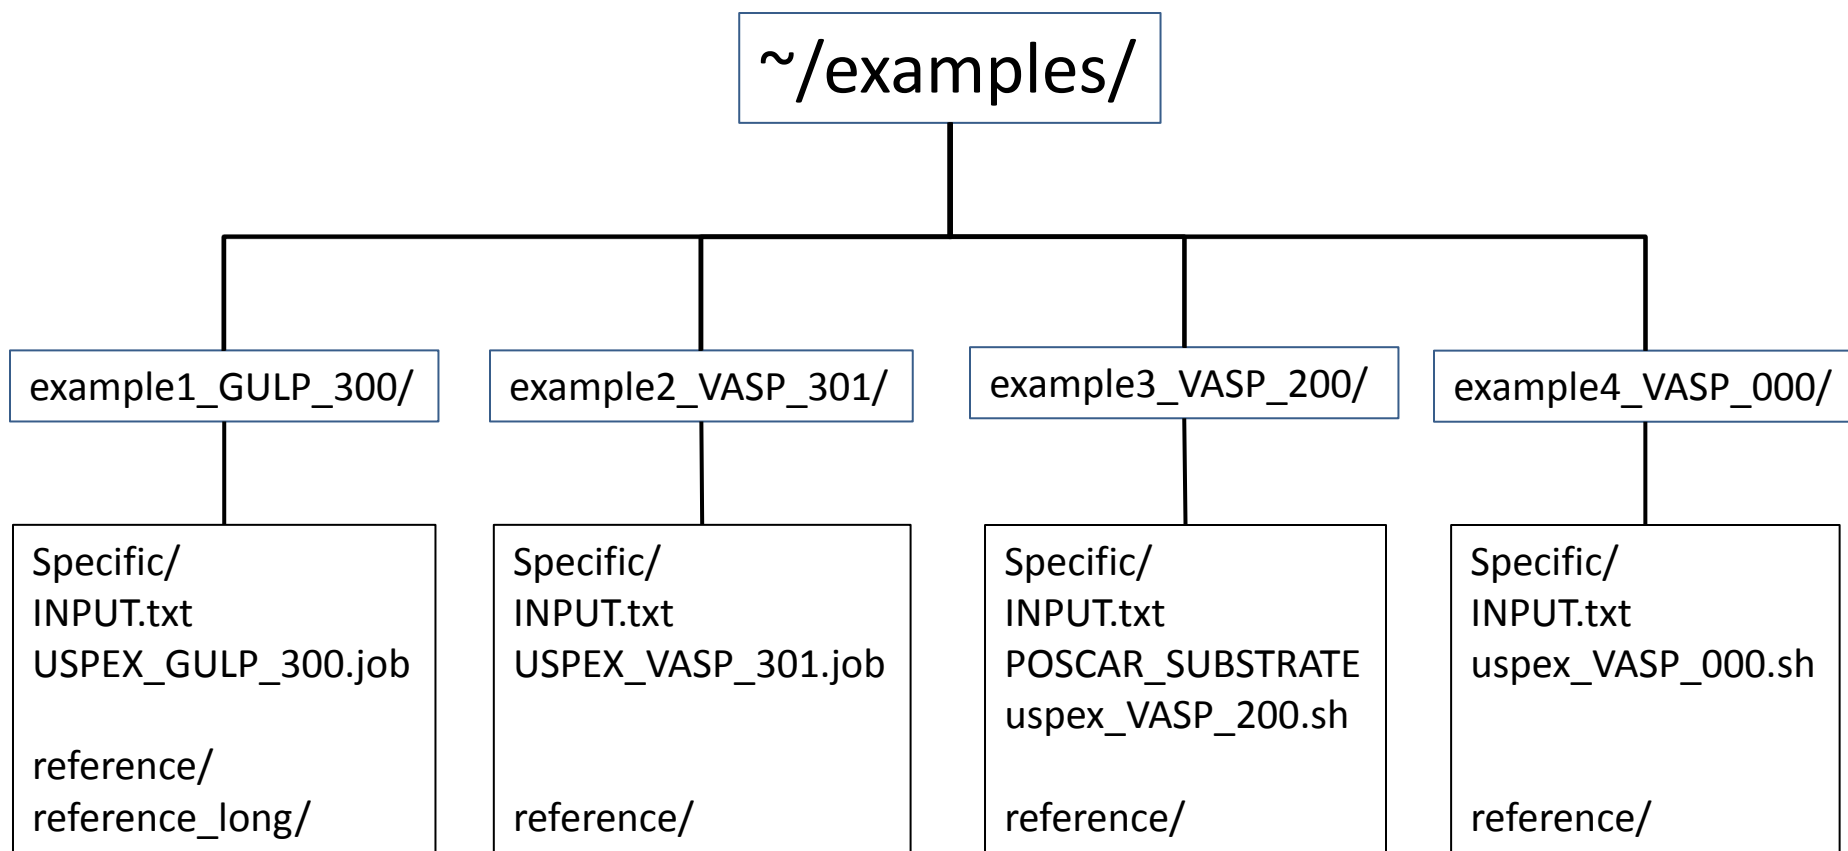 ~/examples/
example1_GULP_300/
example2_VASP_301/
example3_VASP_200/
example4_VASP_000/
Specific/
INPUT.txt
USPEX_GULP_300.job
reference/
reference_long/
Specific/
INPUT.txt
USPEX_VASP_301.job
reference/
Specific/
INPUT.txt
POSCAR_SUBSTRATE
uspex_VASP_200.sh
reference/
Specific/
INPUT.txt
uspex_VASP_000.sh
reference/